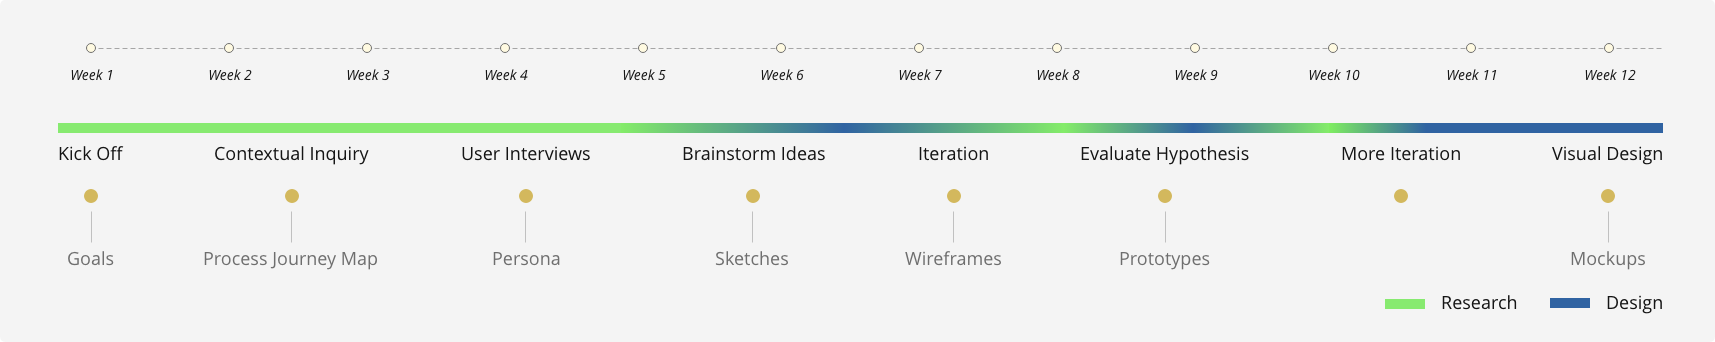 Week 1 Week 2 Week 3 Week 4 Week 5 Week 6 Week 7 Week 8 Week 9 Week 10 Week 11 Week 12
Kick Off Contextual Inquiry User Interviews Brainstorm Ideas Iteration Evaluate Hypothesis More Iteration Visual Design
Goals Process Journey Map Persona Sketches Wireframes Prototypes Mockups
Research Design